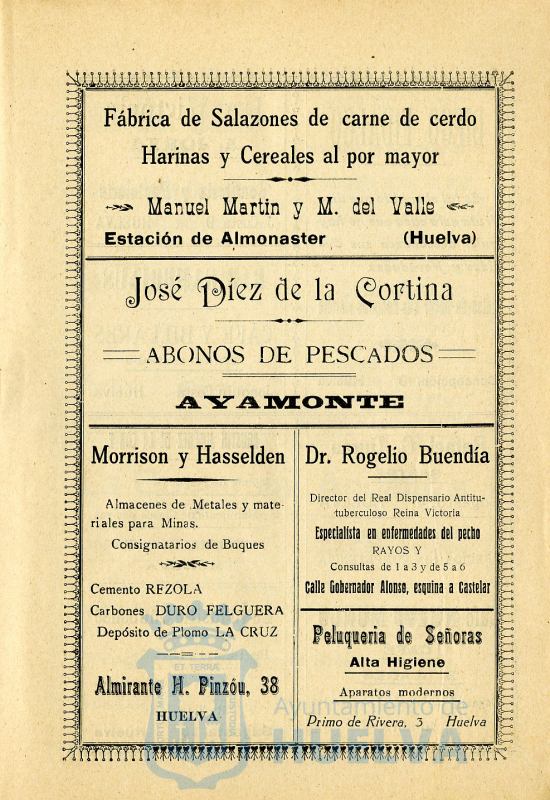 Fábrica de Salazones de carne de cerdo
Harinas y Cereales al por mayor
Manuel Martin y M. del Valle
Estación de Almonaster (Huelva)
José Díez de la Cortina
ABONOS DE PESCADOS
AYAMONTE
Morrison y Hasselden
Almacenes de Metales y mate-
riales para Minas.
Consignatarios de Buques
Cemento REZOLA
Carbones DURO FELGUERA
Depósito de Plomo LA CRUZ
Almirante H. Pinzóu, 38
HUELVA
Dr. Rogelio Buendía
Director del Real Dispensario Antitu-
tuberculoso Reina Victoria
Especialista en enfermedades del pecho
RAYOS Y
Consultas de 1 a 3 y de 5 a 6
Calle Gobernador Alonso, esquina a Castelar
Peluqueria de Señoras
Alta Higiene
Aparatos modernos
Primo de Rivera, 3 Huelva
Ayuntamiento de
HUELVA